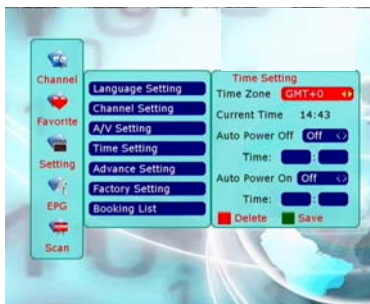 Channel
Favorite
Setting
EPG
Scan
Language Setting
Channel Setting
A/V Setting
Time Setting
Advance Setting
Factory Setting
Booking List
Time Setting
Time Zone GMT+0
Current Time 14:43
Auto Power Off Off
Time: :
Auto Power On Off
Time: :
Delete Save